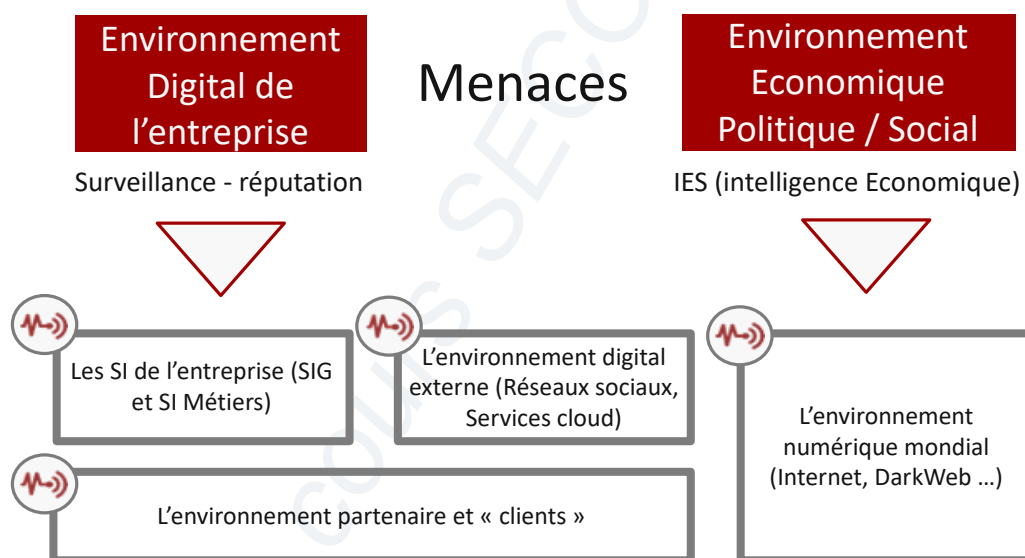 Environnement
Digital de
l'entreprise
Menaces
Environnement
Economique
Politique / Social
Surveillance - réputation
IES (intelligence Economique)
Les SI de l'entreprise (SIG
et SI Métiers)
L'environnement digital
externe (Réseaux sociaux,
Services cloud)
L'environnement
numérique mondial
(Internet, DarkWeb ...)
L'environnement partenaire et « clients »
cours SEC